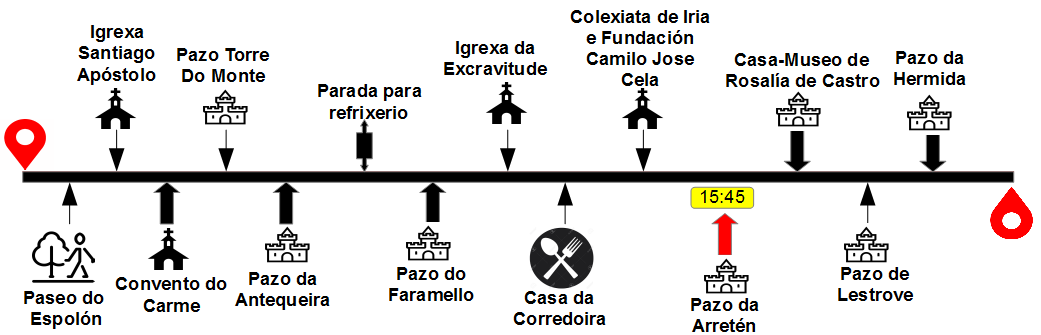 Igrexa
Santiago
Apóstolo
Pazo Torre
Do Monte
Parada para
refrixerio
Igrexa da
Excravitude
Colexiata de Iria
e Fundación
Camilo Jose
Cela
Casa-Museo de
Rosalía de Castro
Pazo da
Hermida
15:45
Paseo do
Espolón
Convento do
Carme
Pazo da
Antequeira
Pazo do
Faramello
Casa da
Corredoira
Pazo da
Arretén
Pazo de
Lestrove